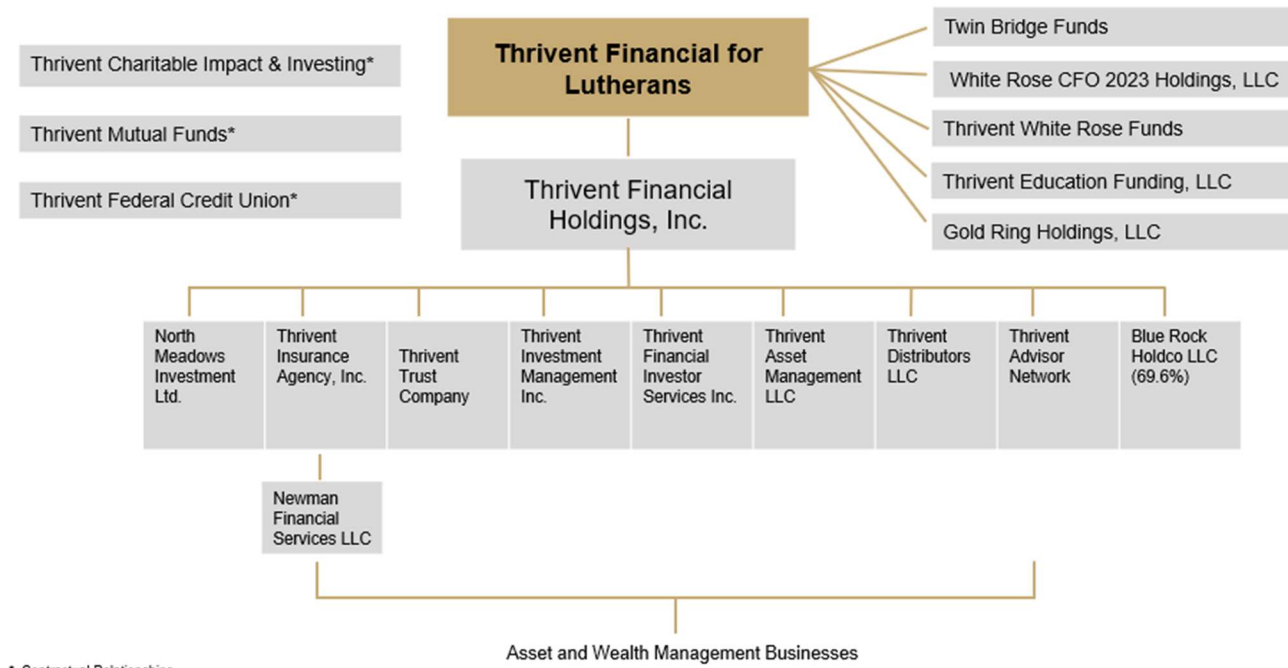 Thrivent Charitable Impact & Investing*
Thrivent Mutual Funds*
Thrivent Federal Credit Union*
Thrivent Financial for
Lutherans
Thrivent Financial
Holdings, Inc.
Twin Bridge Funds
White Rose CFO 2023 Holdings, LLC
Thrivent White Rose Funds
Thrivent Education Funding, LLC
Gold Ring Holdings, LLC
North
Meadows
Investment
Ltd.
Thrivent
Insurance
Agency, Inc.
Thrivent
Trust
Company
Thrivent
Investment
Management
Inc.
Thrivent
Financial
Investor
Services Inc.
Thrivent
Asset
Management
LLC
Thrivent
Distributors
LLC
Thrivent
Advisor
Network
Blue Rock
Holdco LLC
(69.6%)
Newman
Financial
Services LLC
Asset and Wealth Management Businesses
* Contractual Relationships